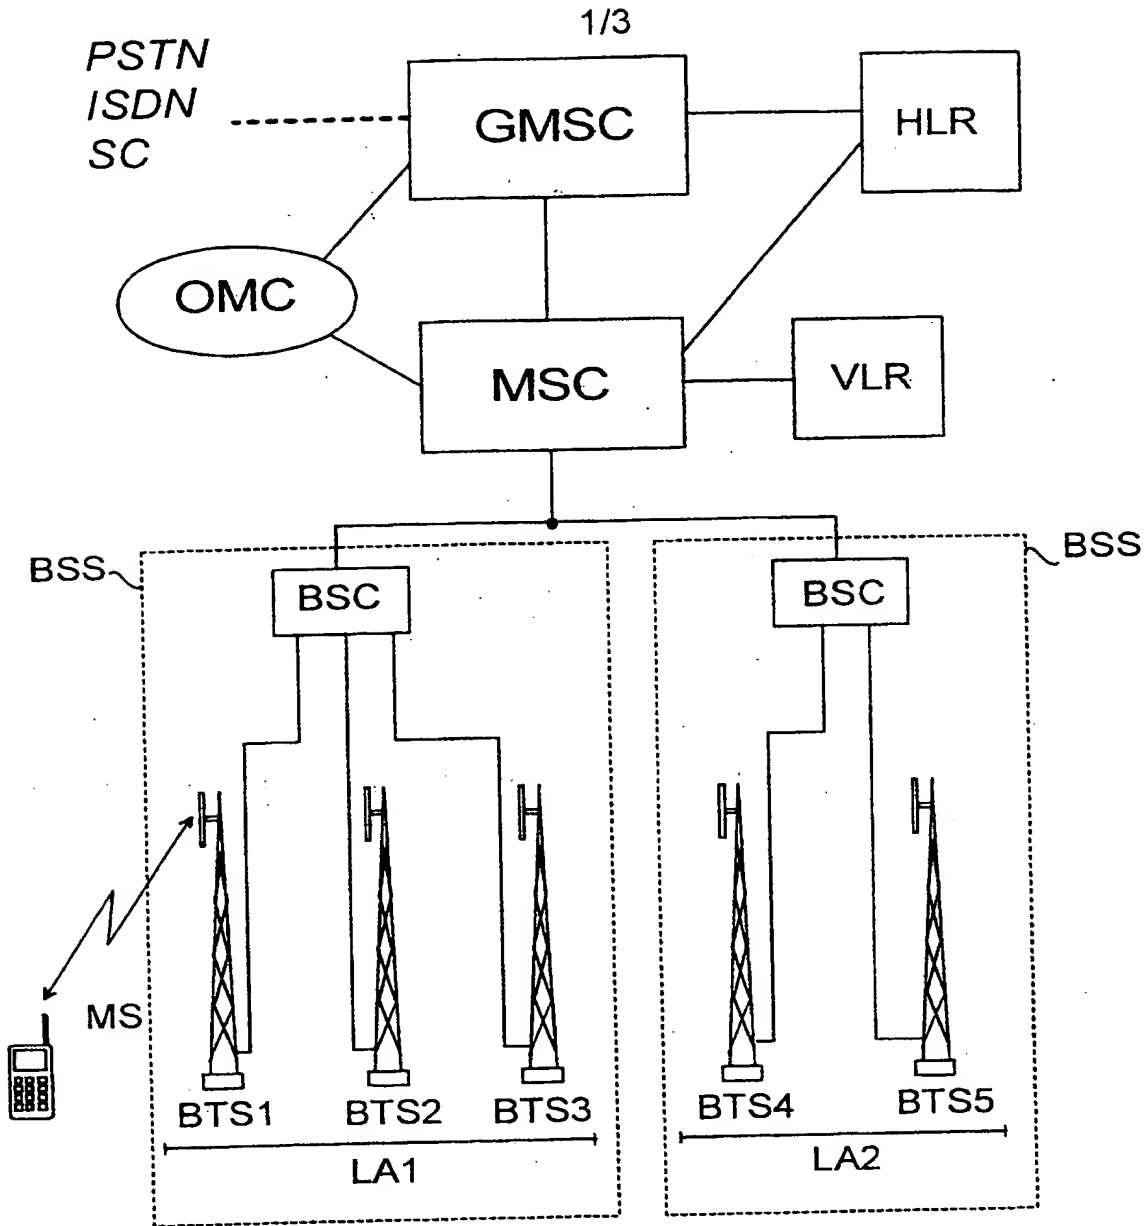 1/3
PSTN
ISDN
SC
GMSC
HLR
OMC
MSC
VLR
BSS
BSC
BSC
BSS
MS
BTS1
BTS2
BTS3
BTS4
BTS5
LA1
LA2